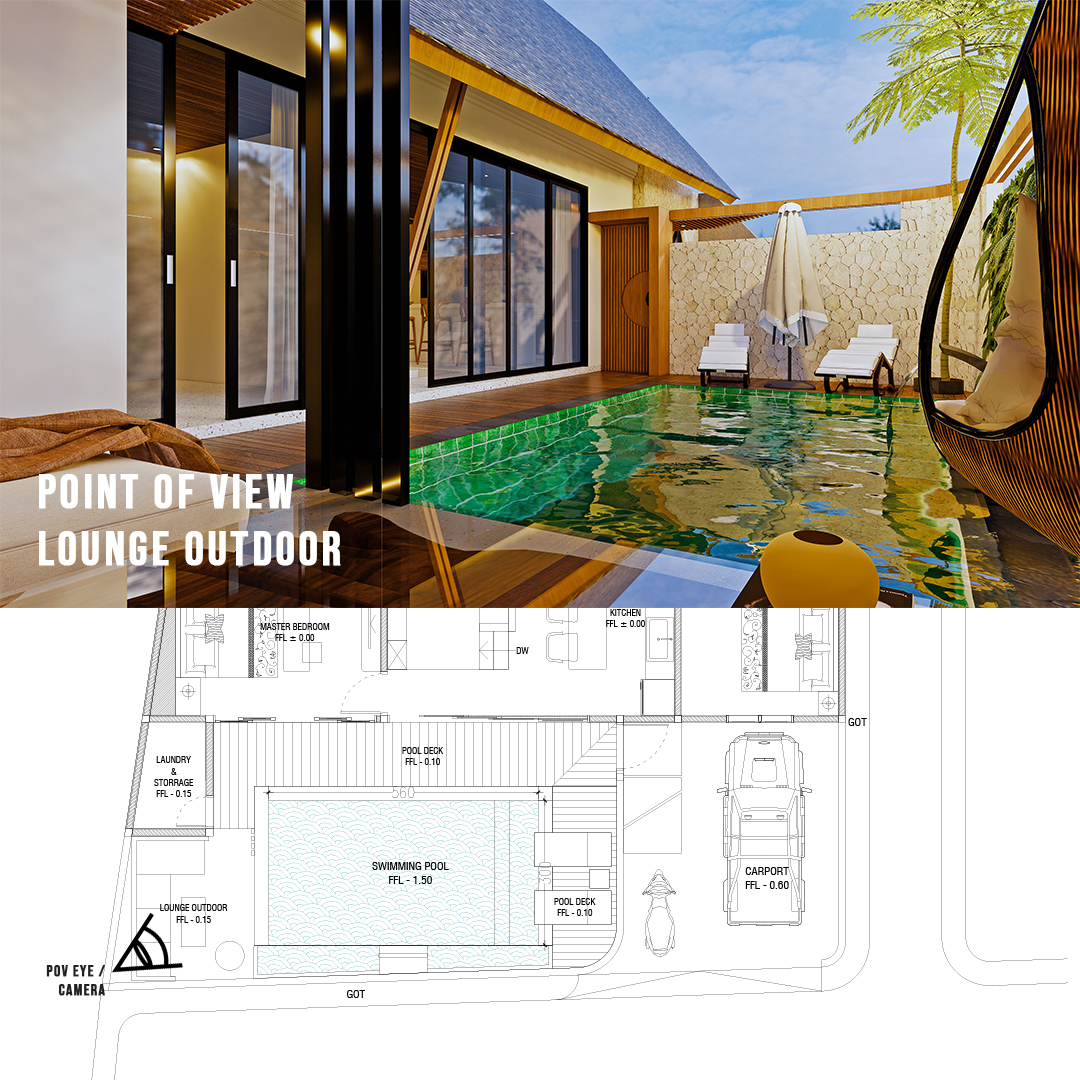 POINT OF VIEW
LOUNGE OUTDOOR
MASTER BEDROOM
FFL ± 0.00
KITCHEN
FFL ± 0.00
DW
GOT
POOL DECK
FFL - 0.10
LAUNDRY
&
STORRAGE
FFL - 0.15
560
SWIMMING POOL
FFL - 1.50
300
CARPORT
FFL - 0.60
POOL DECK
FFL - 0.10
LOUNGE OUTDOOR
FFL - 0.15
POV EYE /
CAMERA
GOT